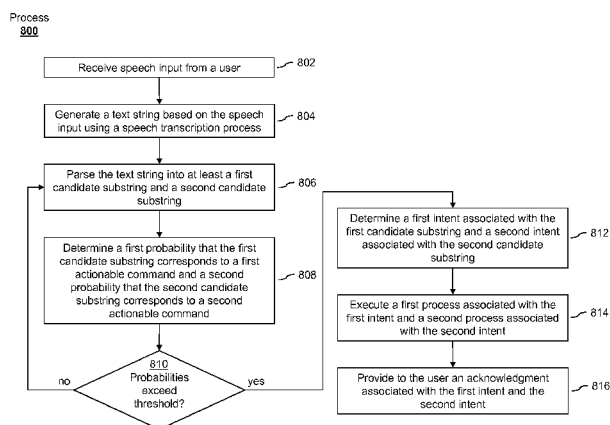 Process
800
Receive speech input from a user
802
Generate a text string based on the speech
input using a speech transcription process
804
Parse the text string into at least a first
candidate substring and a second candidate
substring
806
Determine a first probability that the first
candidate substring corresponds to a first
actionable command and a second
probability that the second candidate
substring corresponds to a second
actionable command
808
810
Probabilities
exceed
threshold?
no
yes
Determine a first intent associated with the
first candidate substring and a second intent
associated with the second candidate
substring
812
Execute a first process associated with the
first intent and a second process associated
with the second intent
814
Provide to the user an acknowledgment
associated with the first intent and the
second intent
816